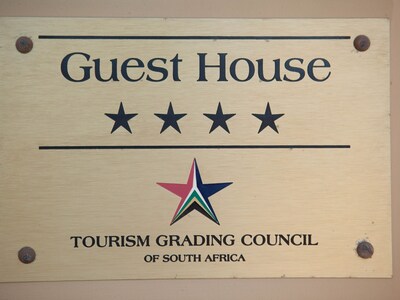 Guest House
TOURISM GRADING COUNCIL
OF SOUTH AFRICA